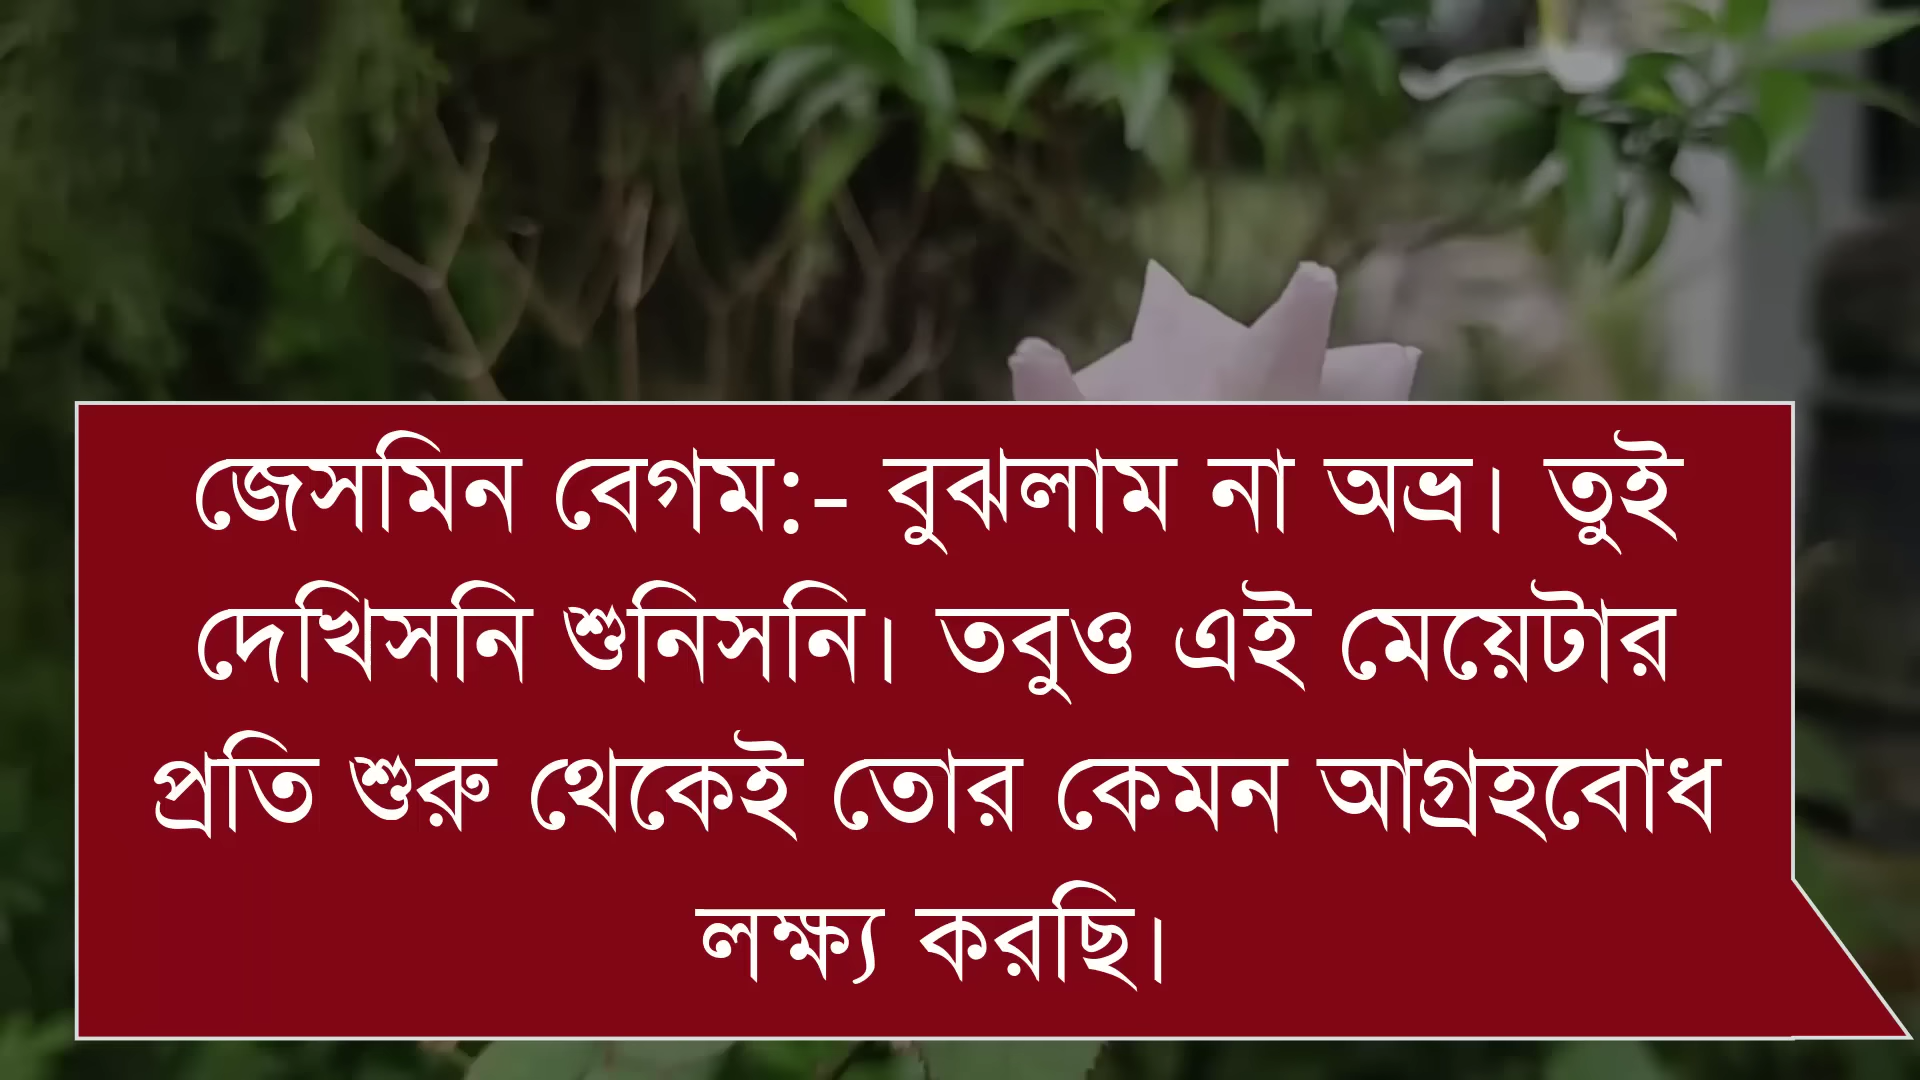 জেসমিন বেগম:- বুঝলাম না অভ্র। তুই
দেখিসনি শুনিসনি। তবুও এই মেয়েটার
প্রতি শুরু থেকেই তোর কেমন আগ্রহবোধ
লক্ষ্য করছি।